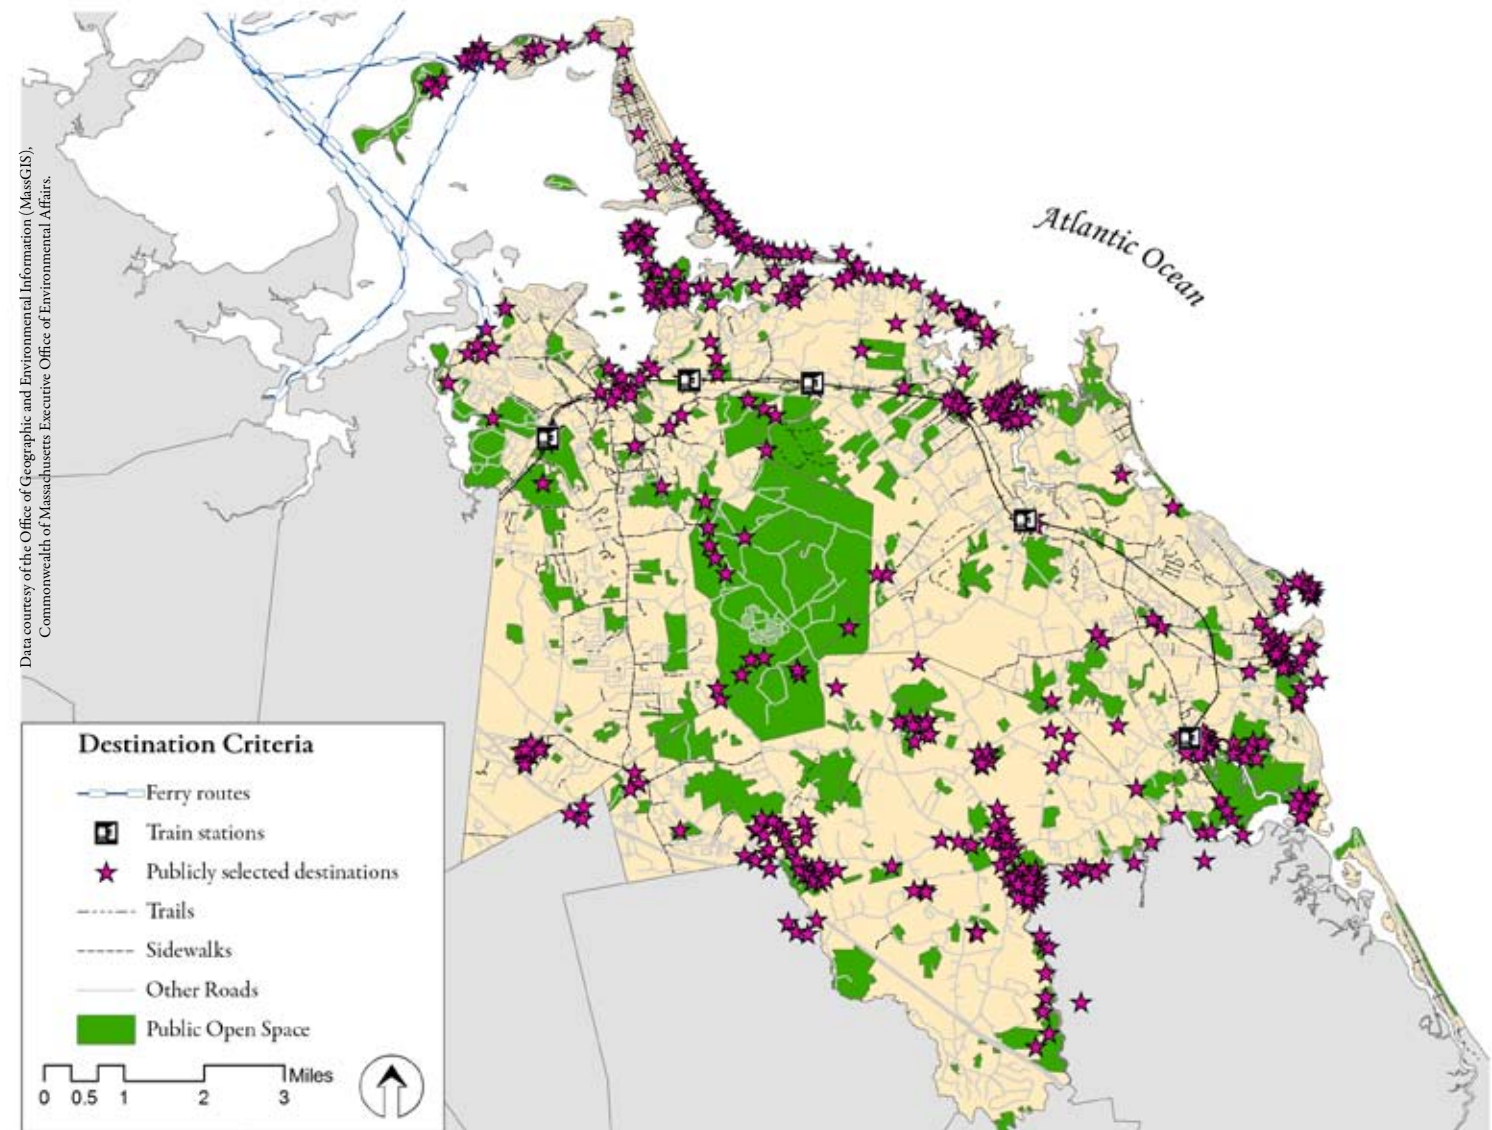 Data courtesy of the Office of Geographic and Environmental Information (MassGIS),
Commonwealth of Massachusetts Executive Office of Environmental Affairs.
Atlantic Ocean
Destination Criteria
Ferry routes
Train stations
Publicly selected destinations
Trails
Sidewalks
Other Roads
Public Open Space
Miles
0 0.5 1 2 3